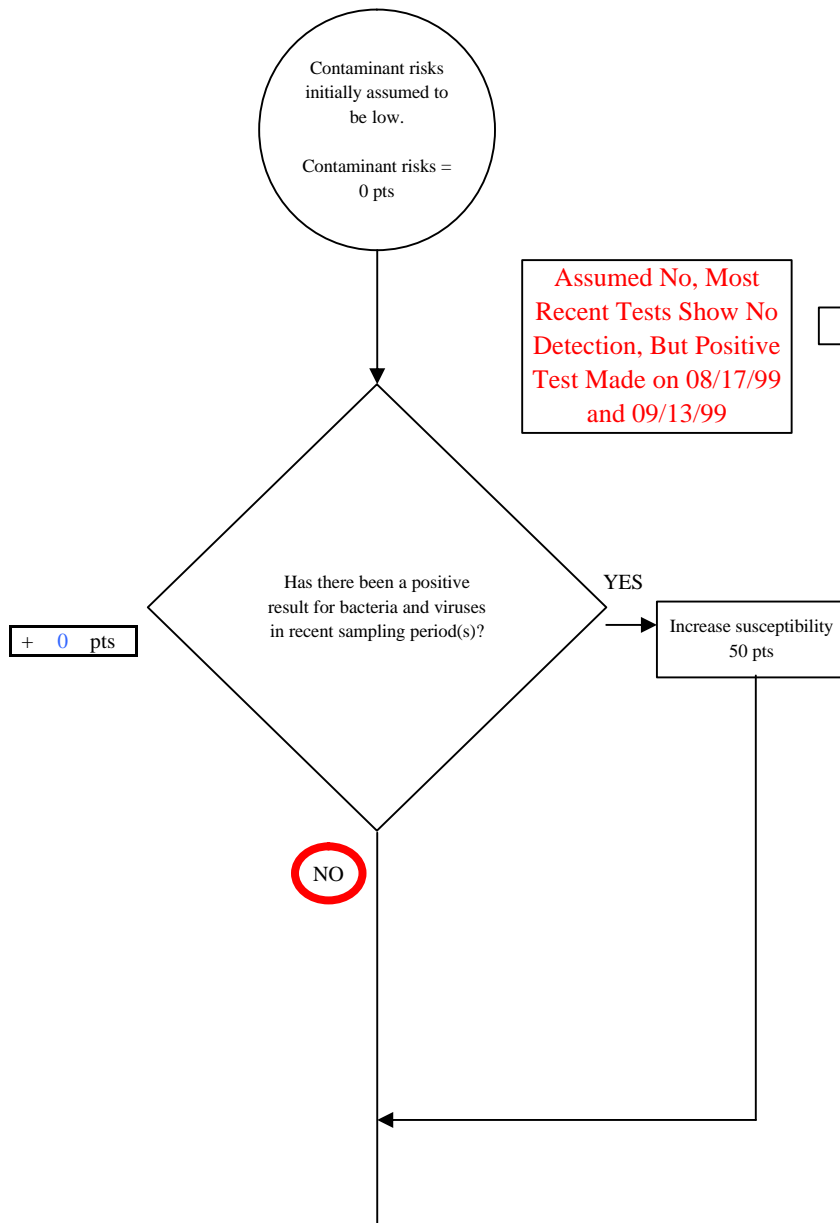 Contaminant risks
initially assumed to
be low.
Contaminant risks =
0 pts
Assumed No, Most
Recent Tests Show No
Detection, But Positive
Test Made on 08/17/99
and 09/13/99
Has there been a positive
result for bacteria and viruses
in recent sampling period(s)?
YES
+ 0 pts
Increase susceptibility
50 pts
NO